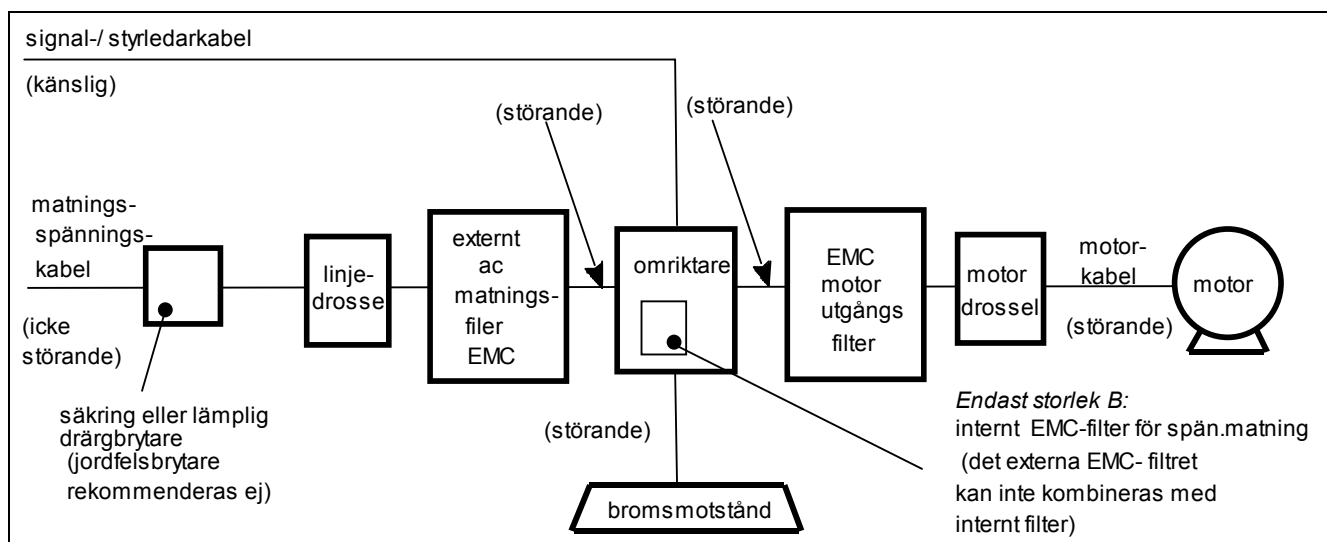 signal-/ styrledarkabel
(känslig)
(störande)
(störande)
matnings-
spännings-
kabel
(icke
störande)
linje-
drosse
externt
ac
matnings-
filer
EMC
omriktare
EMC
motor
utgångs
filter
motor
drossel
motor-
kabel
(störande)
motor
säkring eller lämplig
drärgbrytare
(jordfelsbrytare
rekommenderas ej)
(störande)
bromsmotstånd
Endast storlek B:
internt EMC-filter för spän.matning
(det externa EMC- filtret
kan inte kombineras med
internt filter)